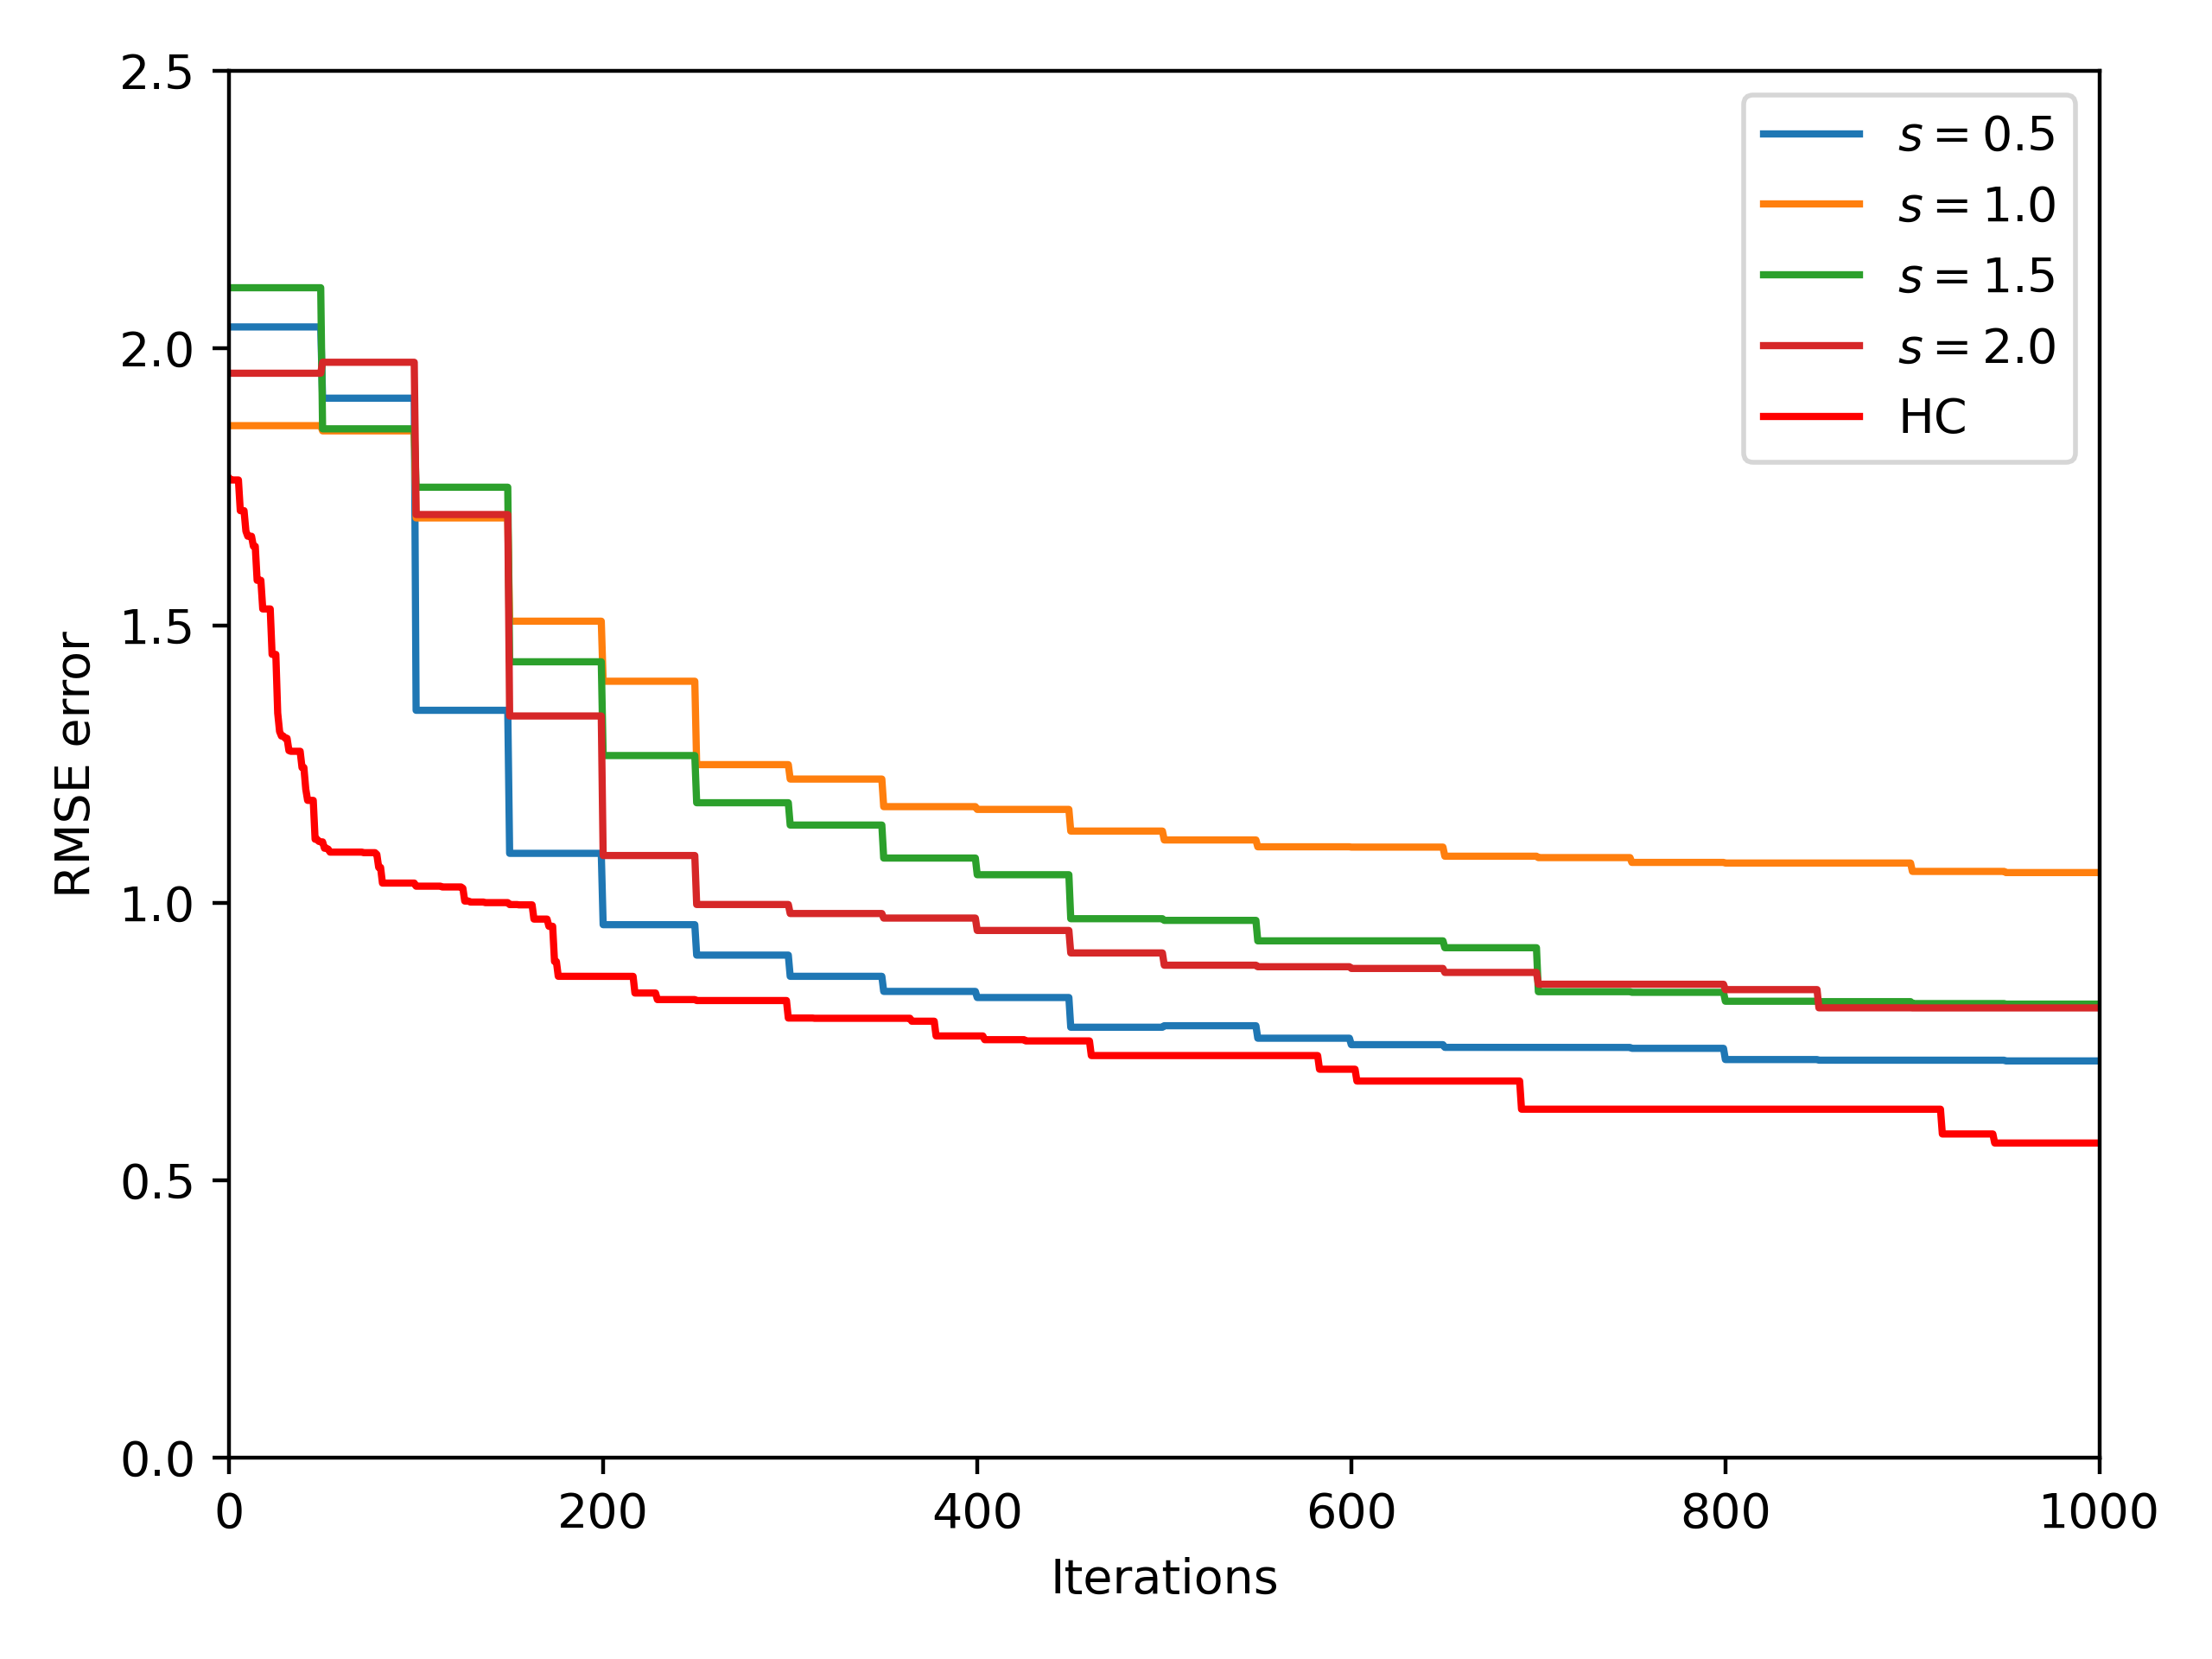 2.5
2.0
1.5
1.0
0.5
0.0
RMSE error
0 200 400 600 800 1000
Iterations
s = 0.5
s = 1.0
s = 1.5
s = 2.0
HC